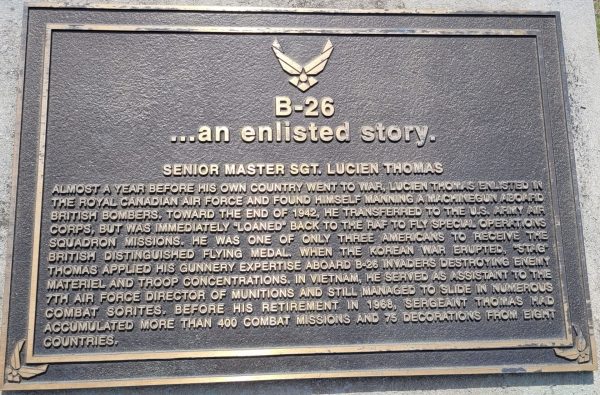 B-26
...an enlisted story.
SENIOR MASTER SGT. LUCIEN THOMAS
ALMOST A YEAR BEFORE HIS OWN COUNTRY WENT TO WAR, LUCIEN THOMAS ENLISTED IN
THE ROYAL CANADIAN AIR FORCE AND FOUND HIMSELF MANNING A MACHINEGUN ABOARD
BRITISH BOMBERS. TOWARD THE END OF 1942, HE TRANSFERRED TO THE U.S. ARMY AIR
CORPS, BUT WAS IMMEDIATELY "LOANED" BACK TO THE RAF TO FLY SPECIAL OPERATIONS
SQUADRON MISSIONS. HE WAS ONE OF ONLY THREE AMERICANS TO RECEIVE THE
BRITISH DISTINGUISHED FLYING MEDAL. WHEN THE KOREAN WAR ERUPTED, "STAG"
THOMAS APPLIED HIS GUNNERY EXPERTISE ABOARD B-26 INVADERS DESTROYING ENEMY
MATERIEL AND TROOP CONCENTRATIONS. IN VIETNAM, HE SERVED AS ASSISTANT TO THE
7TH AIR FORCE DIRECTOR OF MUNITIONS AND STILL MANAGED TO SLIDE IN NUMEROUS
COMBAT SORITES. BEFORE HIS RETIREMENT IN 1968, SERGEANT THOMAS HAD
ACCUMULATED MORE THAN 400 COMBAT MISSIONS AND 75 DECORATIONS FROM EIGHT
COUNTRIES.